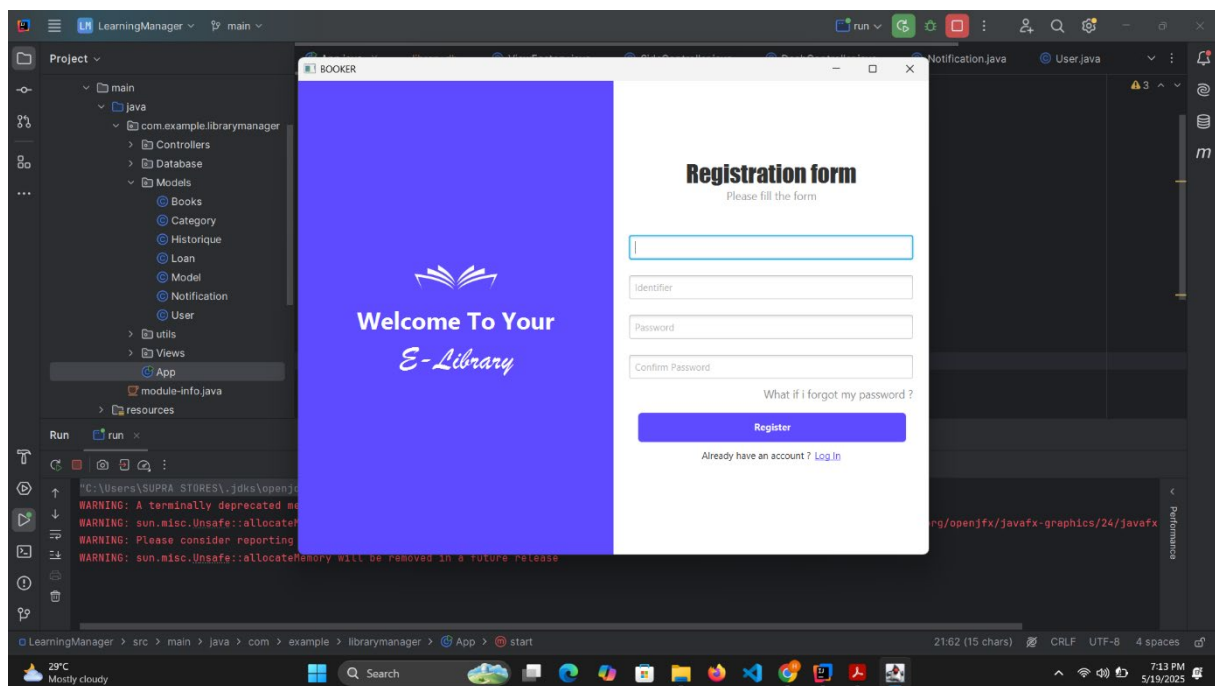 LM LearningManager main
run
Project
Notification.java User.java
BOOKER
3
main
java
com.example.librarymanager
Controllers
Database
Models
Books
Category
Historique
Loan
Model
Notification
User
utils
Views
App
module-info.java
resources
Welcome To Your
E-Library
Registration form
Please fill the form
Identifier
Password
Confirm Password
What if i forgot my password ?
Register
Already have an account ? Log In
m
Run run
"C:\Users\SUPRA STORES\.jdks\openj
WARNING: A terminally deprecated me
WARNING: sun.misc.Unsafe::allocateM
rg/openjfx/javafx-graphics/24/javafx
WARNING: Please consider reporting
WARNING: sun.misc.Unsafe::allocateMemory will be removed in a future release
Performance
LearningManager > src > main > java > com > example > librarymanager > App > start
21:62 (15 chars) CRLF UTF-8 4 spaces
29°C
Mostly cloudy
Search
7:13 PM
5/19/2025